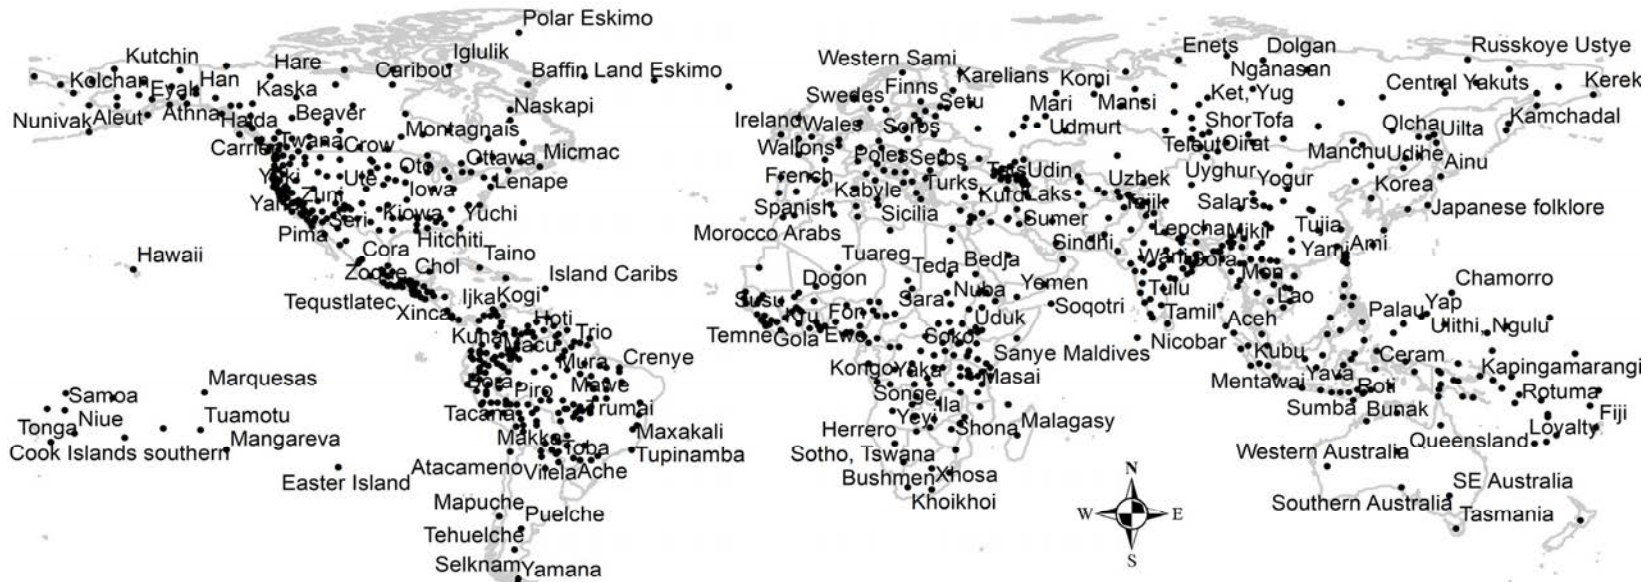 Polar Eskimo
Kutchin
Hare
Iglulik
Western Sami
Enets
Dolgan
Russkoye Ustye
Kolchan
Han
Caribou
Baffin Land Eskimo
Karelians
Komi
Nganasan
Central Yakuts
Kerek
Eyak
Kaska
Finns
Ket, Yug
Swedes
Setu
Mari
Mansi
Nunivak
Aleut
Athna
Haida
Beaver
Naskapi
Ireland
Wales
Sorbs
Udmurt
Shor
Tofa
Olcha
Uilta
Kamchadal
Carrier
Twana
Crow
Montagnais
Micmac
Wallons
Teleut
Oirat
Manchu
Udihe
Ainu
Oto
Ottawa
Poles
Serbs
Tats
Udin
Uyghur
Yogur
Korea
Yuki
Ute
Iowa
Lenape
French
Kabyle
Turks
Kurd
Laks
Uzbek
Yana
Zuni
Seri
Kiowa
Yuchi
Spanish
Sicilia
Sumer
Tajik
Salars
Japanese folklore
Pima
Hitchiti
Morocco Arabs
Sindhi
Lepcha
Mikir
Tujia
Yami
Ami
Hawaii
Cora
Taino
Tuareg
Bedja
Zoque
Chol
Island Caribs
Dogon
Teda
Yemen
Warli
Sora
Mon
Chamorro
Tequstlatec
Xinca
Ijka
Kogi
Susu
Kru
Fon
Sara
Nuba
Soqotri
Tulu
Lao
Palau
Yap
Kuna
Hoti
Trio
Temne
Gola
Ewe
Soko
Uduk
Tamil
Aceh
Ulithi, Ngulu
Macu
Mura
Crenye
Sanye
Maldives
Nicobar
Kubu
Ceram
Kapingamarangi
Samoa
Marquesas
Bora
Piro
Mawe
Kongo
Yaka
Masai
Mentawai
Yava
Roti
Rotuma
Tonga
Niue
Tuamotu
Tacana
Trumai
Songe
Ila
Malagasy
Sumba
Bunak
Fiji
Cook Islands southern
Mangareva
Makka
Toba
Maxakali
Herrero
Yeyi
Shona
Queensland
Loyalty
Easter Island
Atacameno
Vilela
Ache
Tupinamba
Sotho, Tswana
Western Australia
Mapuche
Puelche
Bushmen
Xhosa
Khoikhoi
Southern Australia
SE Australia
Tasmania
Tehuelche
Selknam
Yamana
N
W
E
S